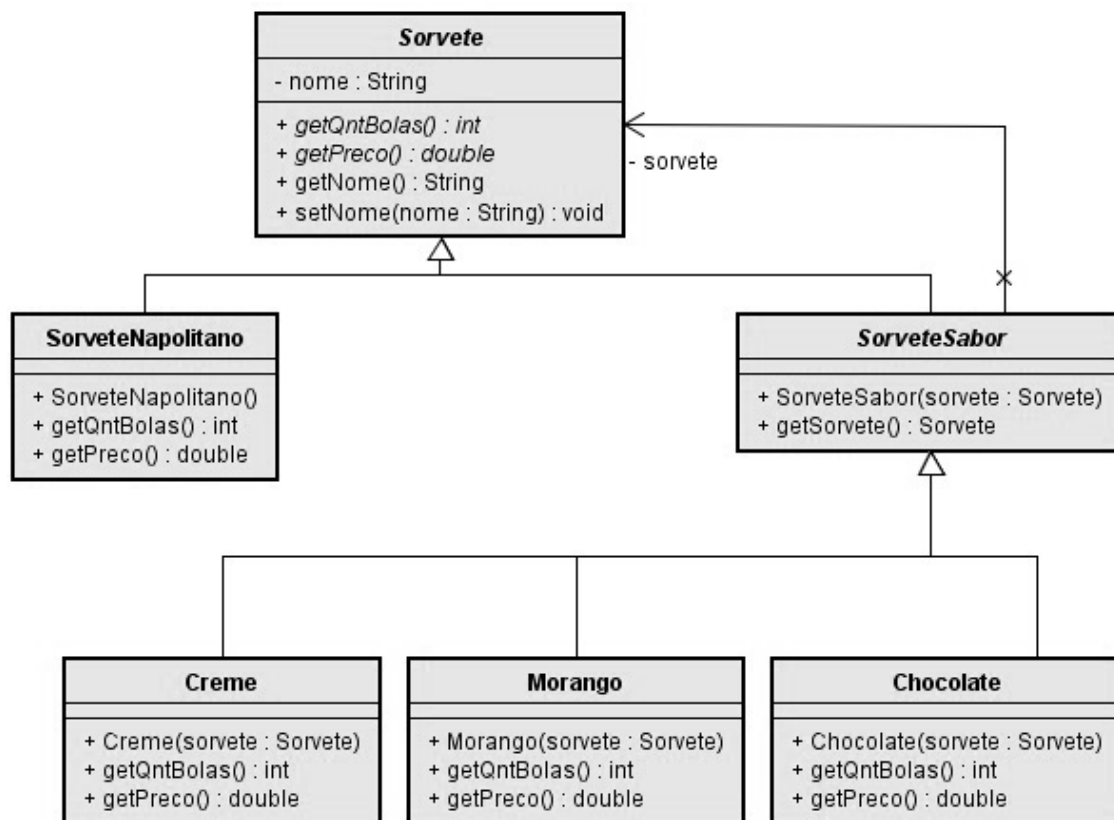 Sorvete
- nome : String
+ getQntBolas() : int
+ getPreco() : double
+ getNome() : String
+ setNome(nome : String) : void
- sorvete
SorveteNapolitano
+ SorveteNapolitano()
+ getQntBolas() : int
+ getPreco() : double
SorveteSabor
+ SorveteSabor(sorvete : Sorvete)
+ getSorvete() : Sorvete
Creme
+ Creme(sorvete : Sorvete)
+ getQntBolas() : int
+ getPreco() : double
Morango
+ Morango(sorvete : Sorvete)
+ getQntBolas() : int
+ getPreco() : double
Chocolate
+ Chocolate(sorvete : Sorvete)
+ getQntBolas() : int
+ getPreco() : double